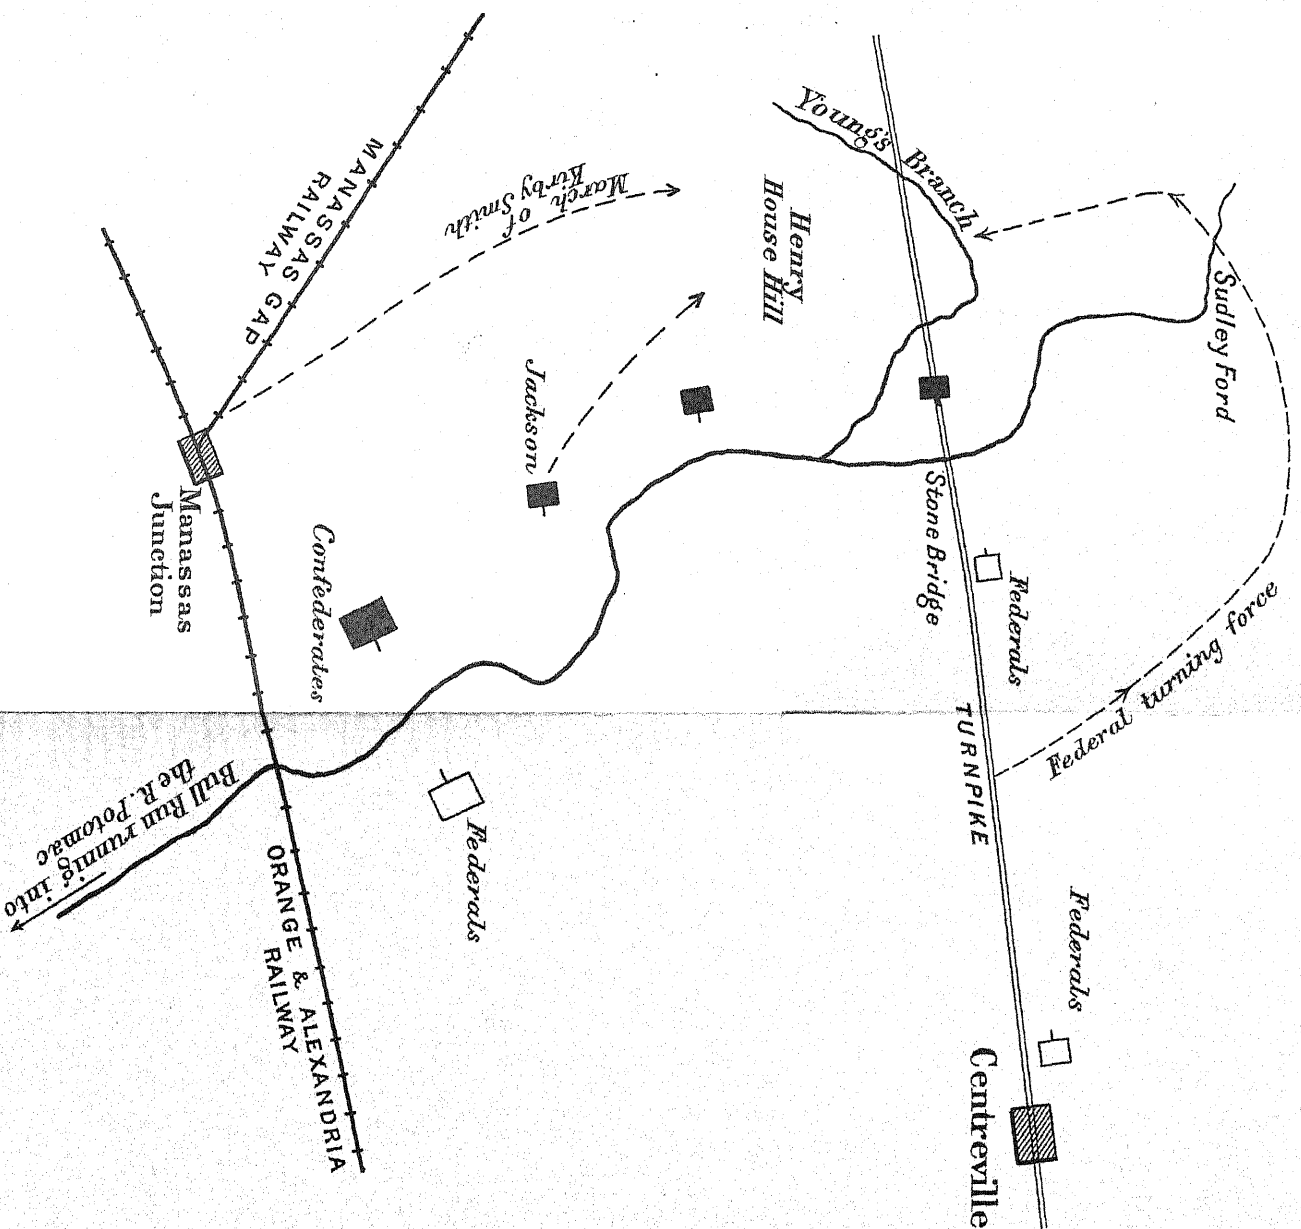 Young's Branch
MANASSAS GAP
RAILWAY
March of
Kirby Smith
Henry
House Hill
Sudley Ford
Jackson
Manassas
Junction
Confederates
Stone Bridge
Federals
Federal turning force
TURNPIKE
Bull Run runnig into
the R. Potomac
Federals
ORANGE & ALEXANDRIA
RAILWAY
Federals
Centreville